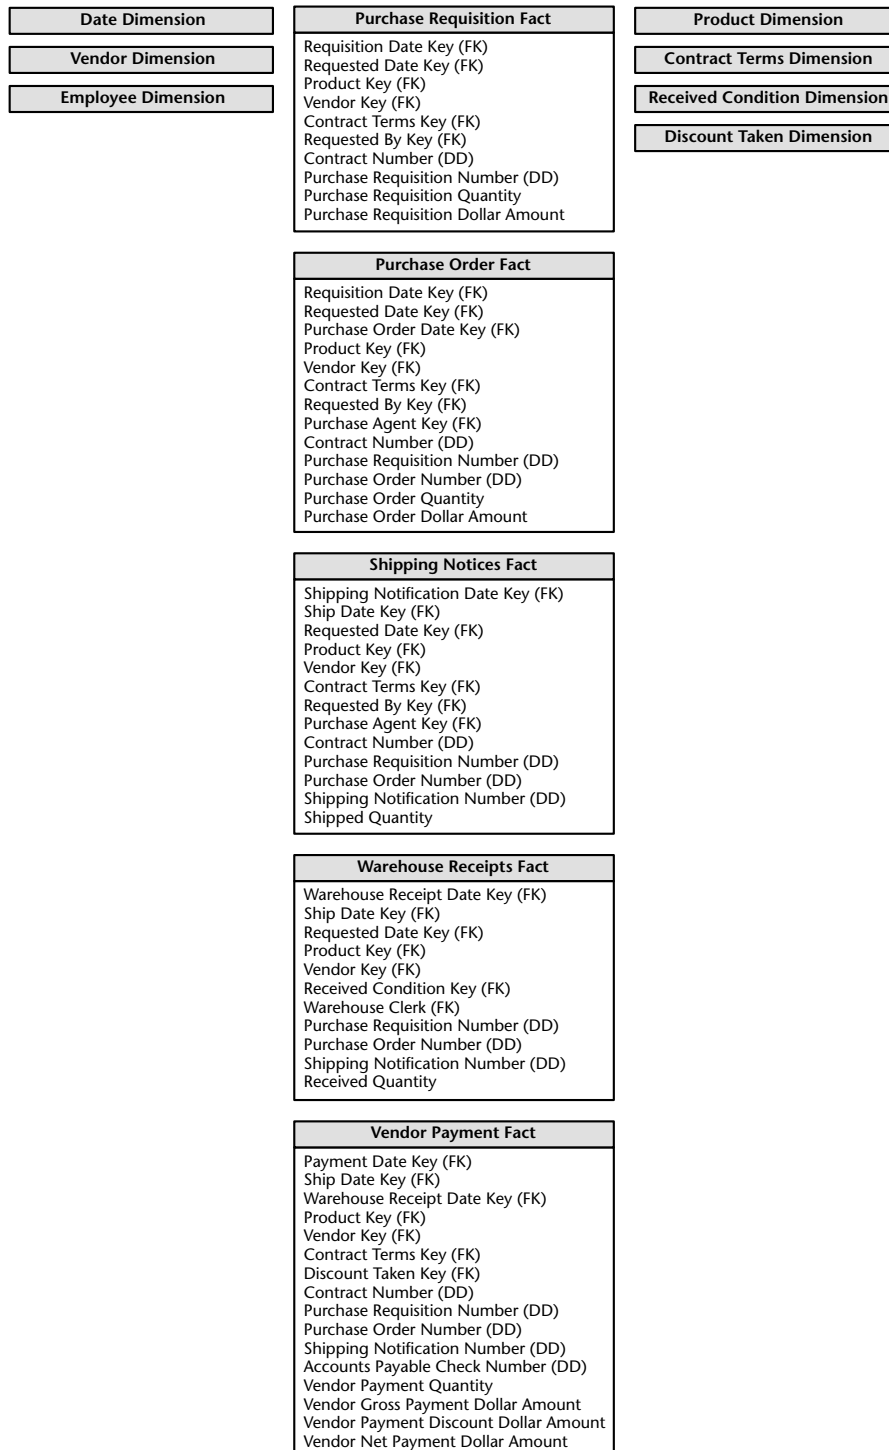 Date Dimension
Vendor Dimension
Employee Dimension
Purchase Requisition Fact
Requisition Date Key (FK)
Requested Date Key (FK)
Product Key (FK)
Vendor Key (FK)
Contract Terms Key (FK)
Requested By Key (FK)
Contract Number (DD)
Purchase Requisition Number (DD)
Purchase Requisition Quantity
Purchase Requisition Dollar Amount
Product Dimension
Contract Terms Dimension
Received Condition Dimension
Discount Taken Dimension
Purchase Order Fact
Requisition Date Key (FK)
Requested Date Key (FK)
Purchase Order Date Key (FK)
Product Key (FK)
Vendor Key (FK)
Contract Terms Key (FK)
Requested By Key (FK)
Purchase Agent Key (FK)
Contract Number (DD)
Purchase Requisition Number (DD)
Purchase Order Number (DD)
Purchase Order Quantity
Purchase Order Dollar Amount
Shipping Notices Fact
Shipping Notification Date Key (FK)
Ship Date Key (FK)
Requested Date Key (FK)
Product Key (FK)
Vendor Key (FK)
Contract Terms Key (FK)
Requested By Key (FK)
Purchase Agent Key (FK)
Contract Number (DD)
Purchase Requisition Number (DD)
Purchase Order Number (DD)
Shipping Notification Number (DD)
Shipped Quantity
Warehouse Receipts Fact
Warehouse Receipt Date Key (FK)
Ship Date Key (FK)
Requested Date Key (FK)
Product Key (FK)
Vendor Key (FK)
Received Condition Key (FK)
Warehouse Clerk (FK)
Purchase Requisition Number (DD)
Purchase Order Number (DD)
Shipping Notification Number (DD)
Received Quantity
Vendor Payment Fact
Payment Date Key (FK)
Ship Date Key (FK)
Warehouse Receipt Date Key (FK)
Product Key (FK)
Vendor Key (FK)
Contract Terms Key (FK)
Discount Taken Key (FK)
Contract Number (DD)
Purchase Requisition Number (DD)
Purchase Order Number (DD)
Shipping Notification Number (DD)
Accounts Payable Check Number (DD)
Vendor Payment Quantity
Vendor Gross Payment Dollar Amount
Vendor Payment Discount Dollar Amount
Vendor Net Payment Dollar Amount